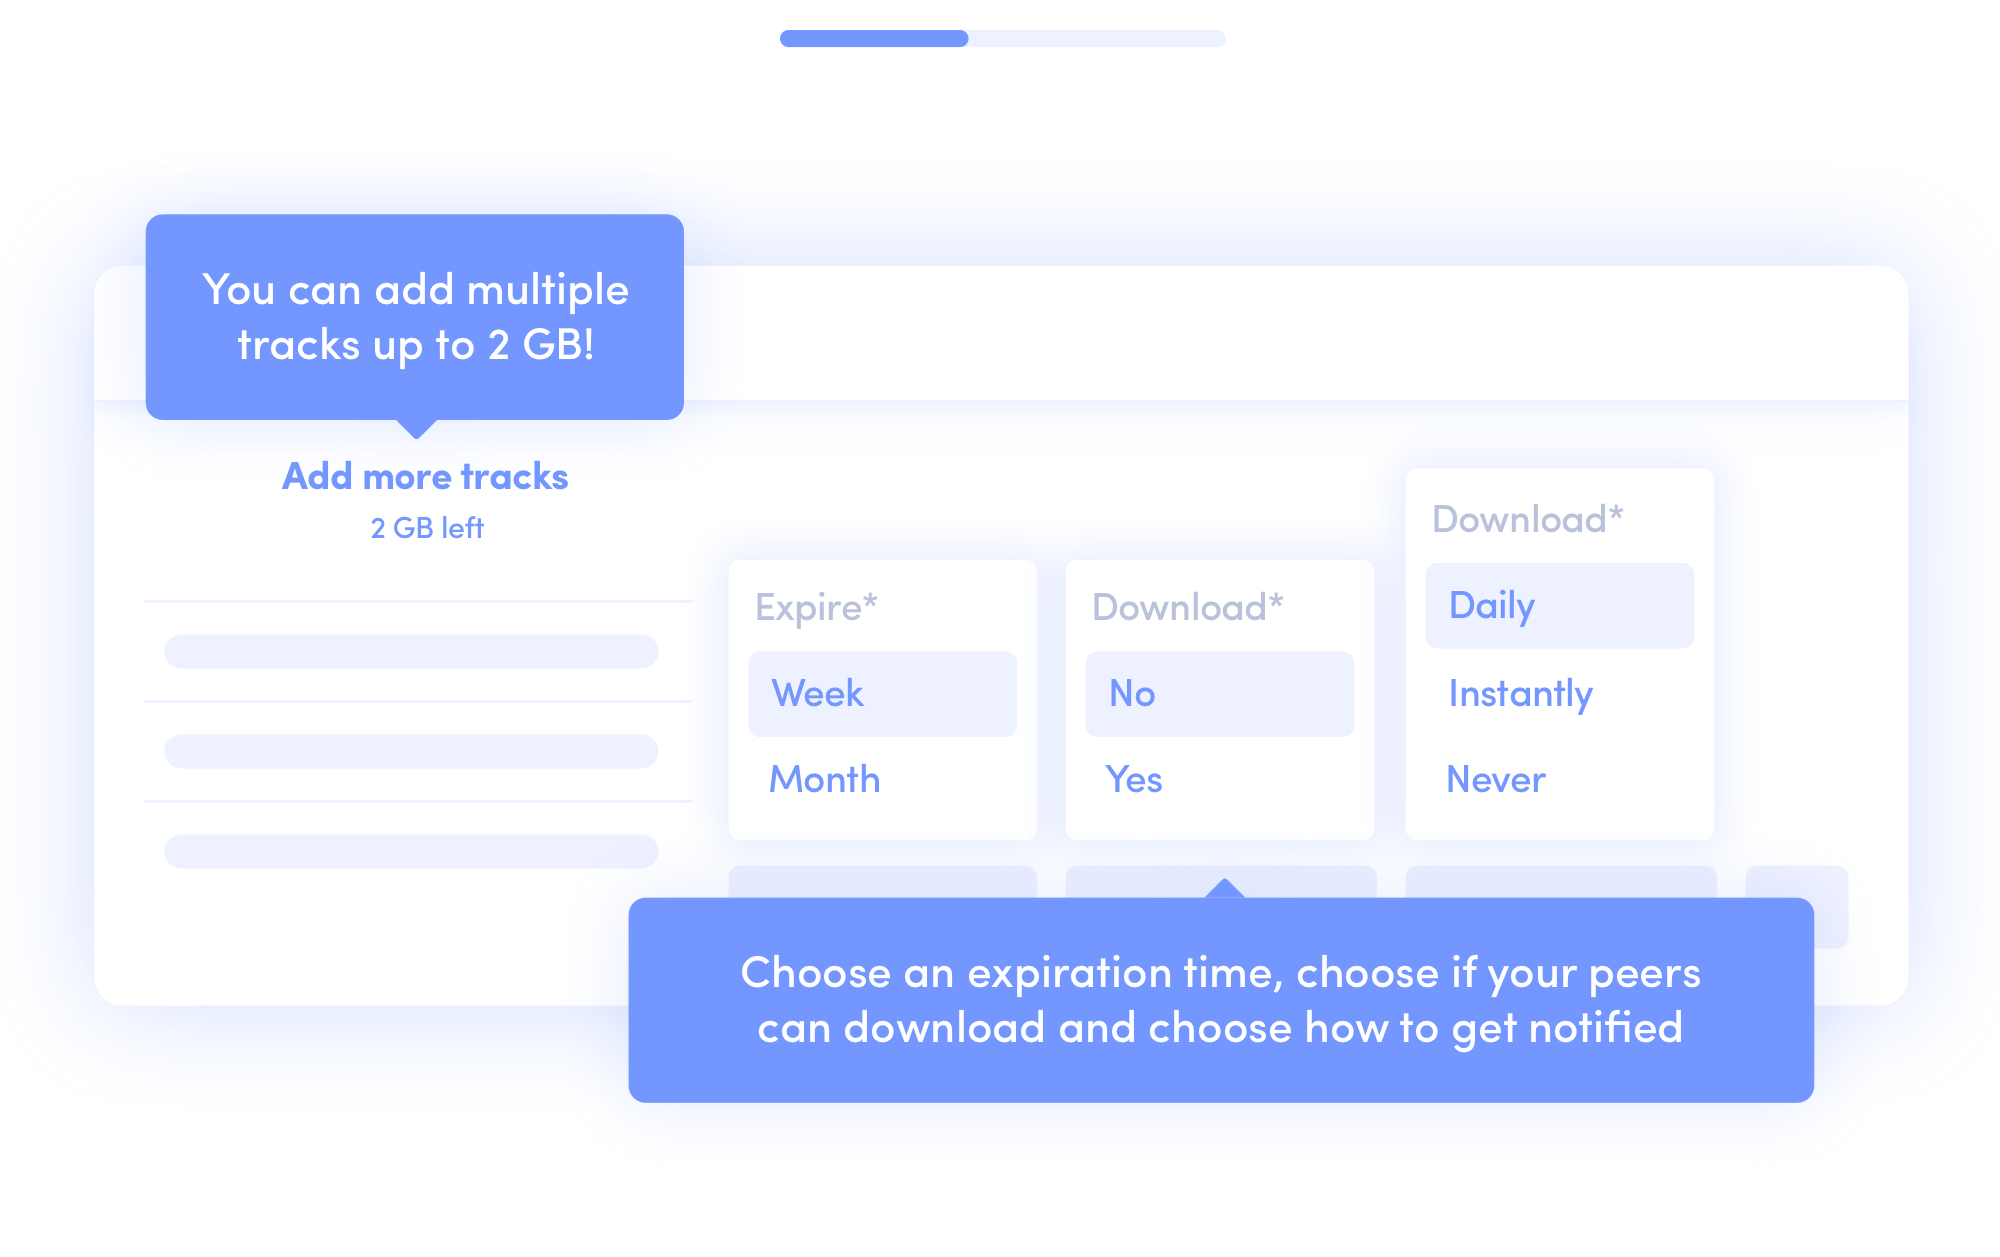 You can add multiple
tracks up to 2 GB!
Add more tracks
2 GB left
Expire*
Week
Month
Download*
No
Yes
Download*
Daily
Instantly
Never
Choose an expiration time, choose if your peers
can download and choose how to get notified